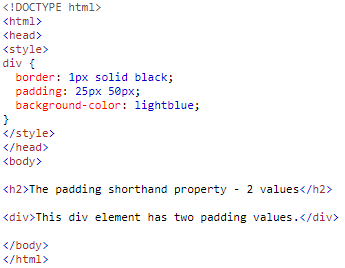 <!DOCTYPE html>
<html>
<head>
<style>
div {
  border: 1px solid black;
  padding: 25px 50px;
  background-color: lightblue;
}
</style>
</head>
<body>

<h2>The padding shorthand property - 2 values</h2>

<div>This div element has two padding values.</div>

</body>
</html>